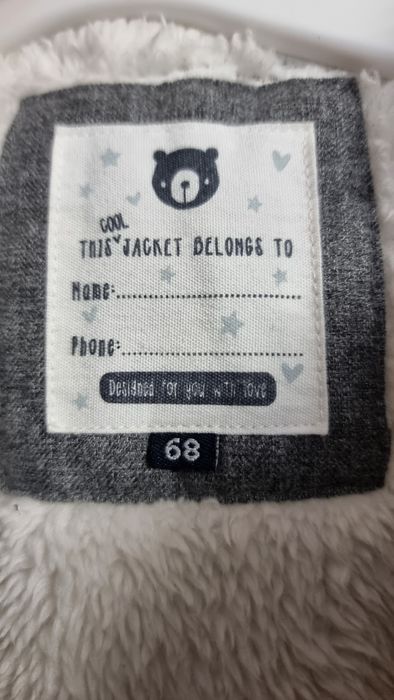 COOL
THIS JACKET BELONGS TO
Name:
Phone:
Designed for you with love
68